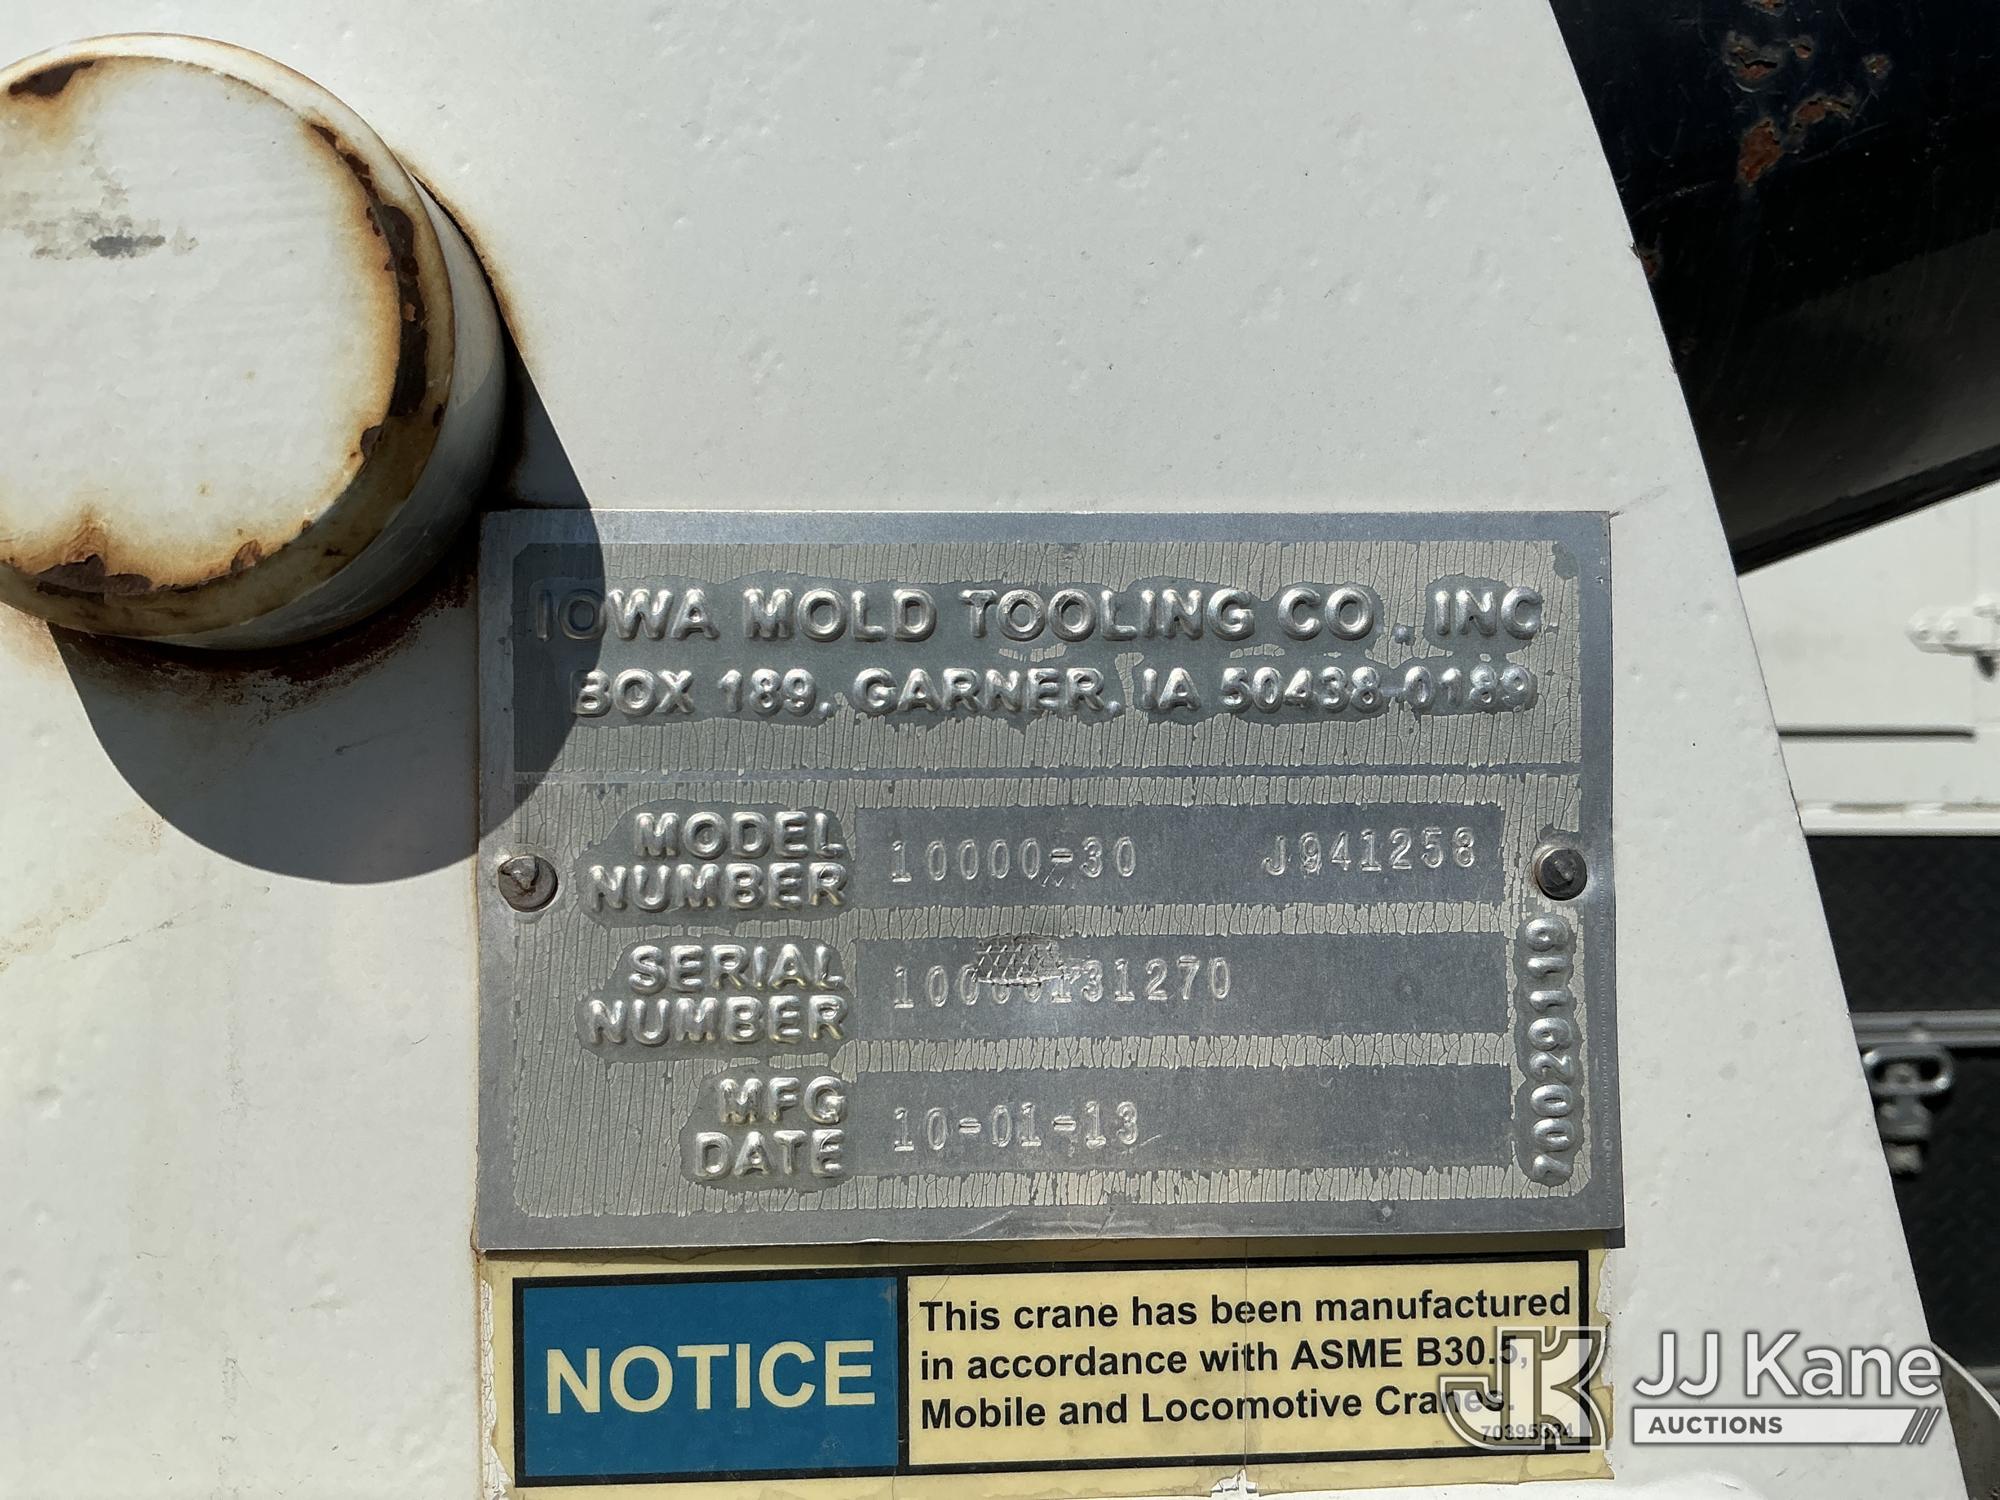 IOWA MOLD TOOLING CO., INC.
BOX 189, GARNER, IA 50438-0189
MODEL NUMBER 10000-30 J941258
SERIAL NUMBER 10000131270
MFG DATE 10-01-13
70029119
NOTICE
This crane has been manufactured
in accordance with ASME B30.5,
Mobile and Locomotive Cranes.
70395324
JJ Kane
AUCTIONS